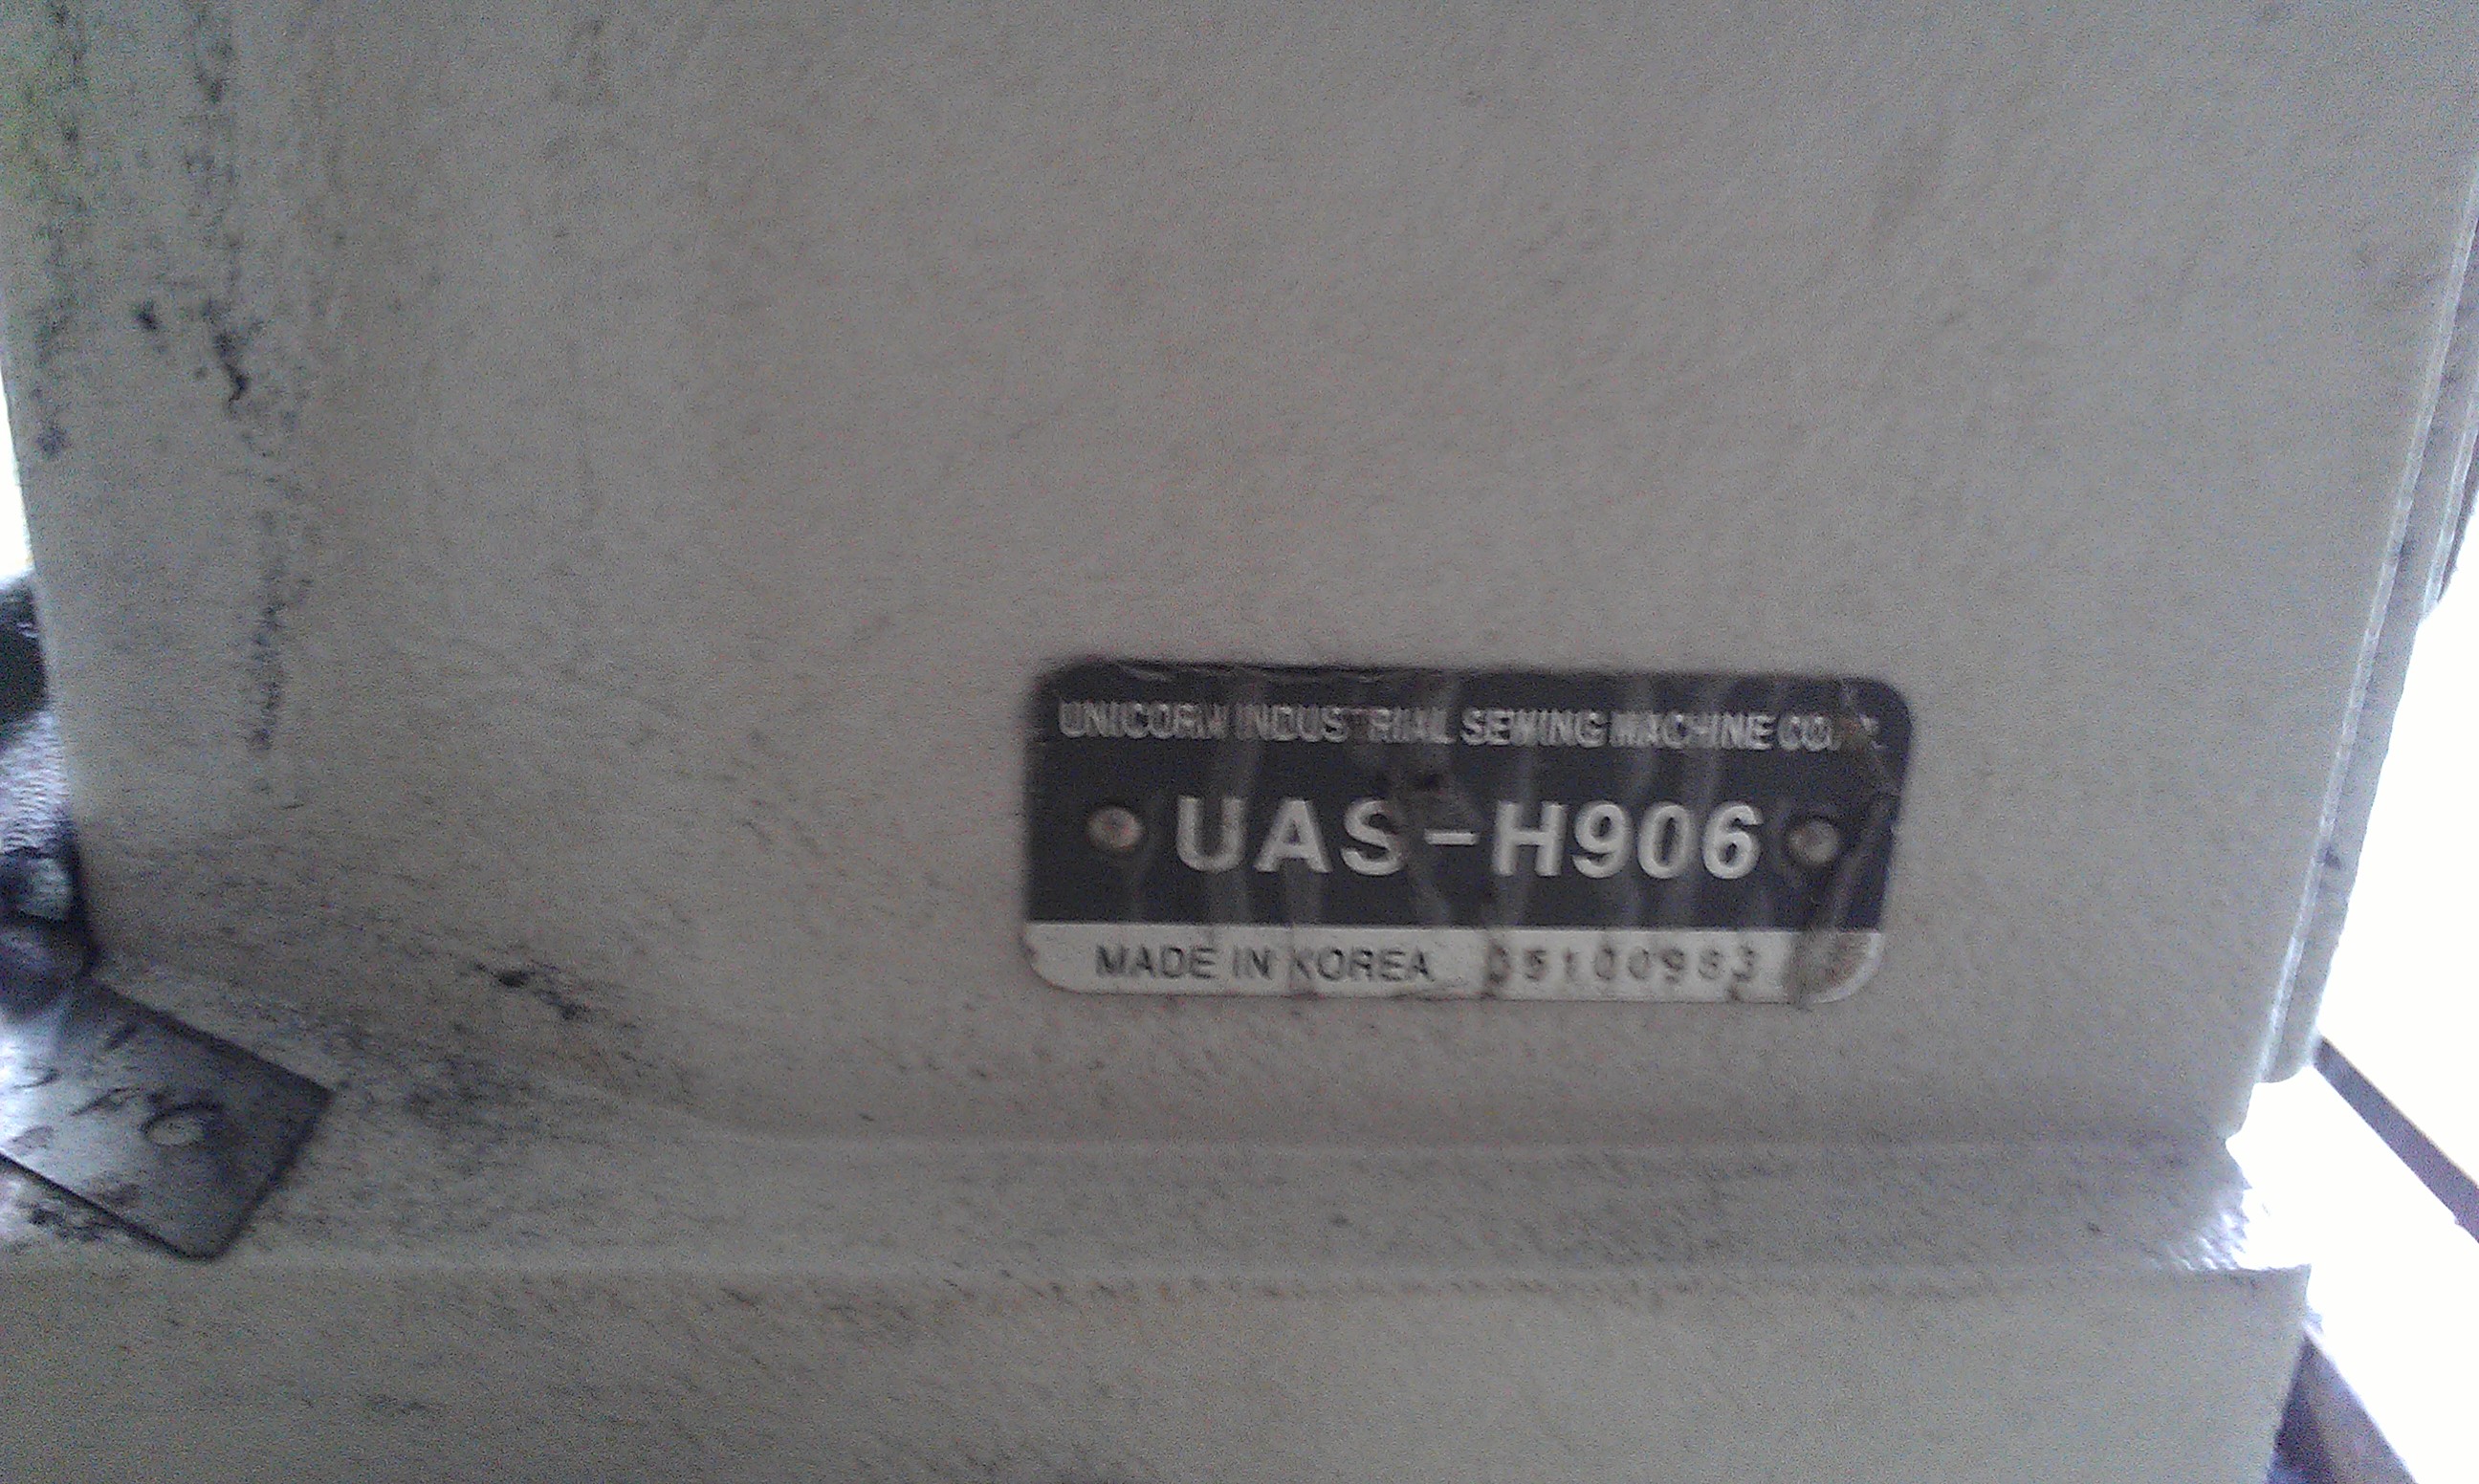 UNICORN INDUSTRIAL SEWING MACHINE CO.
UAS-H906
MADE IN KOREA